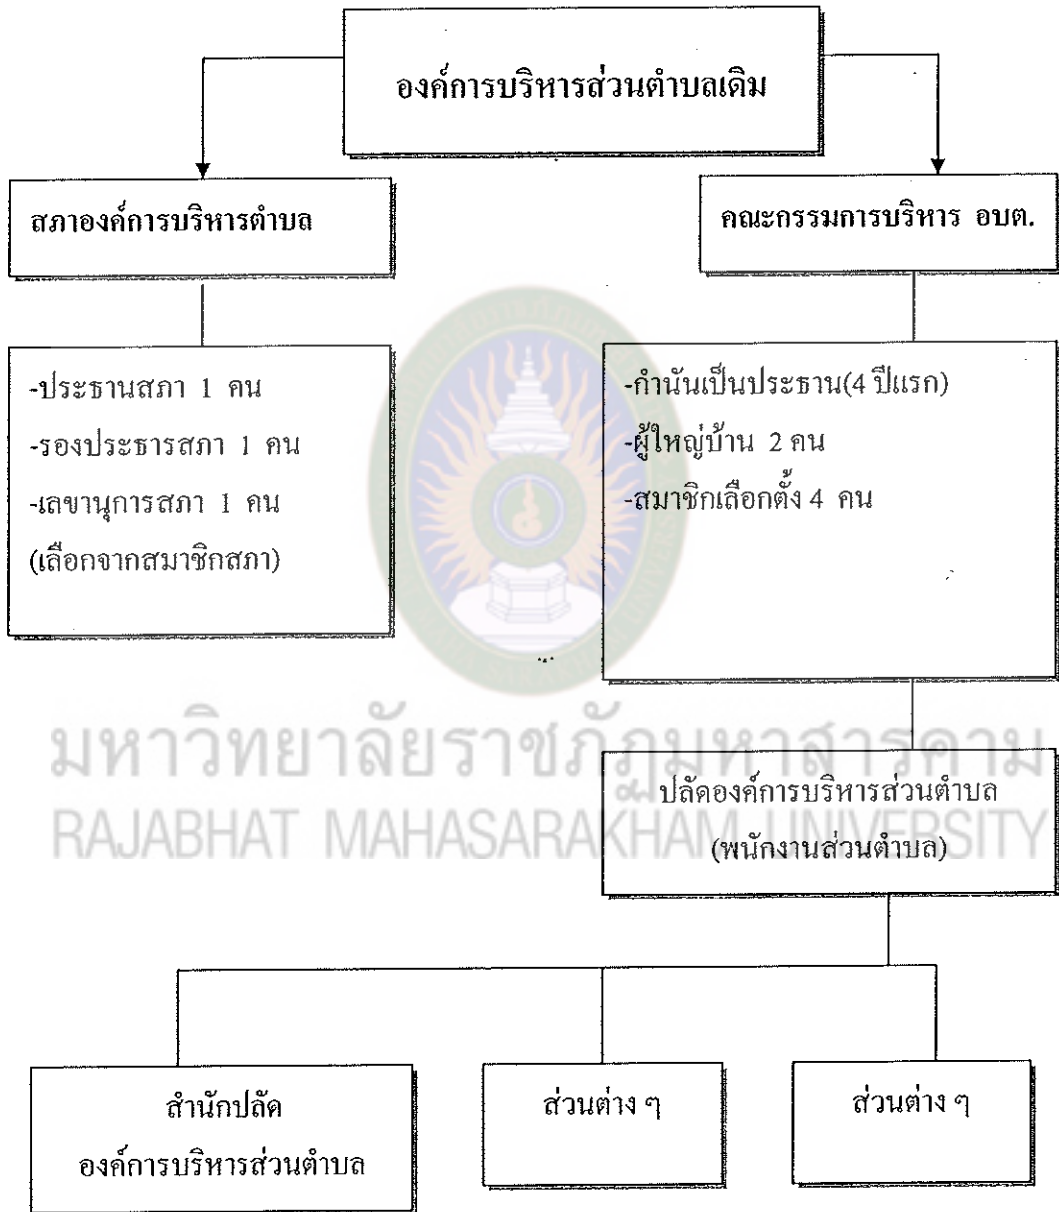 องค์การบริหารส่วนตำบลเดิม
สภาองค์การบริหารตำบล
คณะกรรมการบริหาร อบต.
-ประธานสภา 1 คน
-รองประธารสภา 1 คน
-เลขานุการสภา 1 คน
(เลือกจากสมาชิกสภา)
-กำนันเป็นประธาน(4 ปีแรก)
-ผู้ใหญ่บ้าน 2 คน
-สมาชิกเลือกตั้ง 4 คน
มหาวิทยาลัยราชภัฏมหาสารคาม
RAJABHAT MAHASARAKHAM UNIVERSITY
ปลัดองค์การบริหารส่วนตำบล
(พนักงานส่วนตำบล)
สำนักปลัด
องค์การบริหารส่วนตำบล
ส่วนต่าง ๆ
ส่วนต่าง ๆ